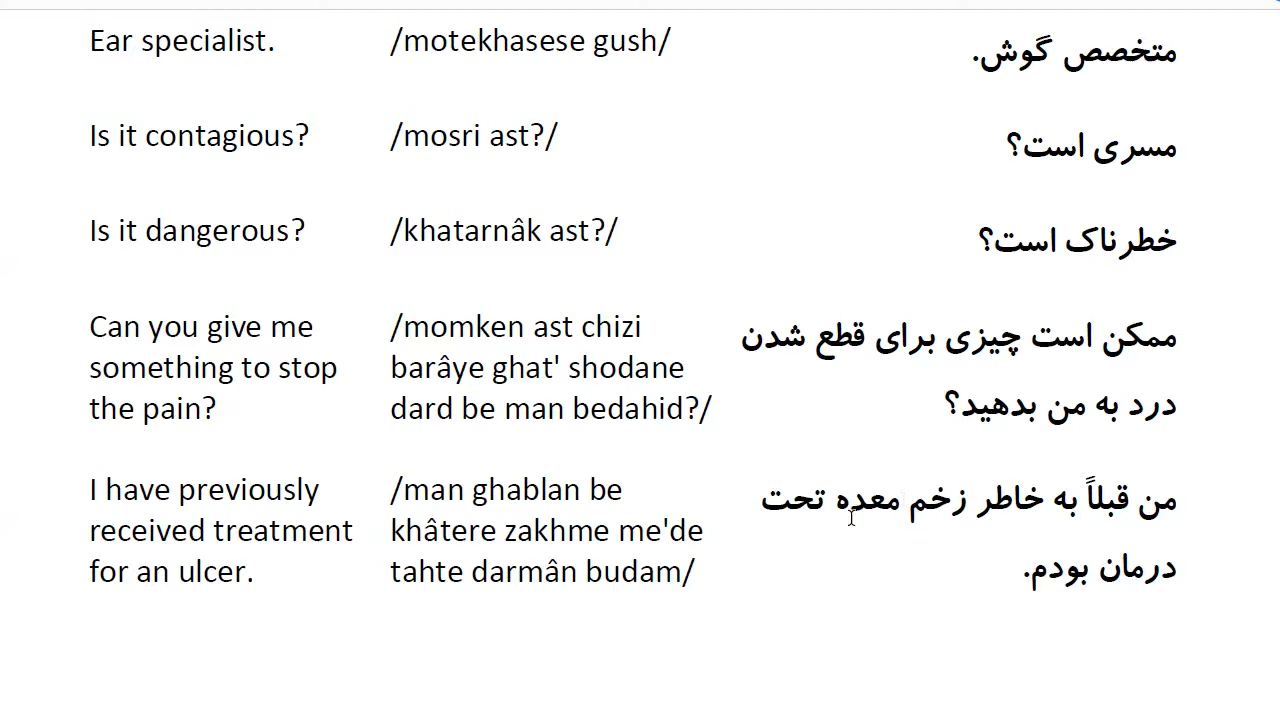 Ear specialist. /motekhasese gush/ متخصص گوش.
Is it contagious? /mosri ast?/ مسری است؟
Is it dangerous? /khatarnâk ast?/ خطرناک است؟
Can you give me /momken ast chizi ممکن است چیزی برای قطع شدن
something to stop barâye ghat' shodane
the pain? dard be man bedahid?/ درد به من بدهید؟
I have previously /man ghablan be من قبلاً به خاطر زخم معده تحت
received treatment khâtere zakhme me'de
for an ulcer. tahte darmân budam/ درمان بودم.